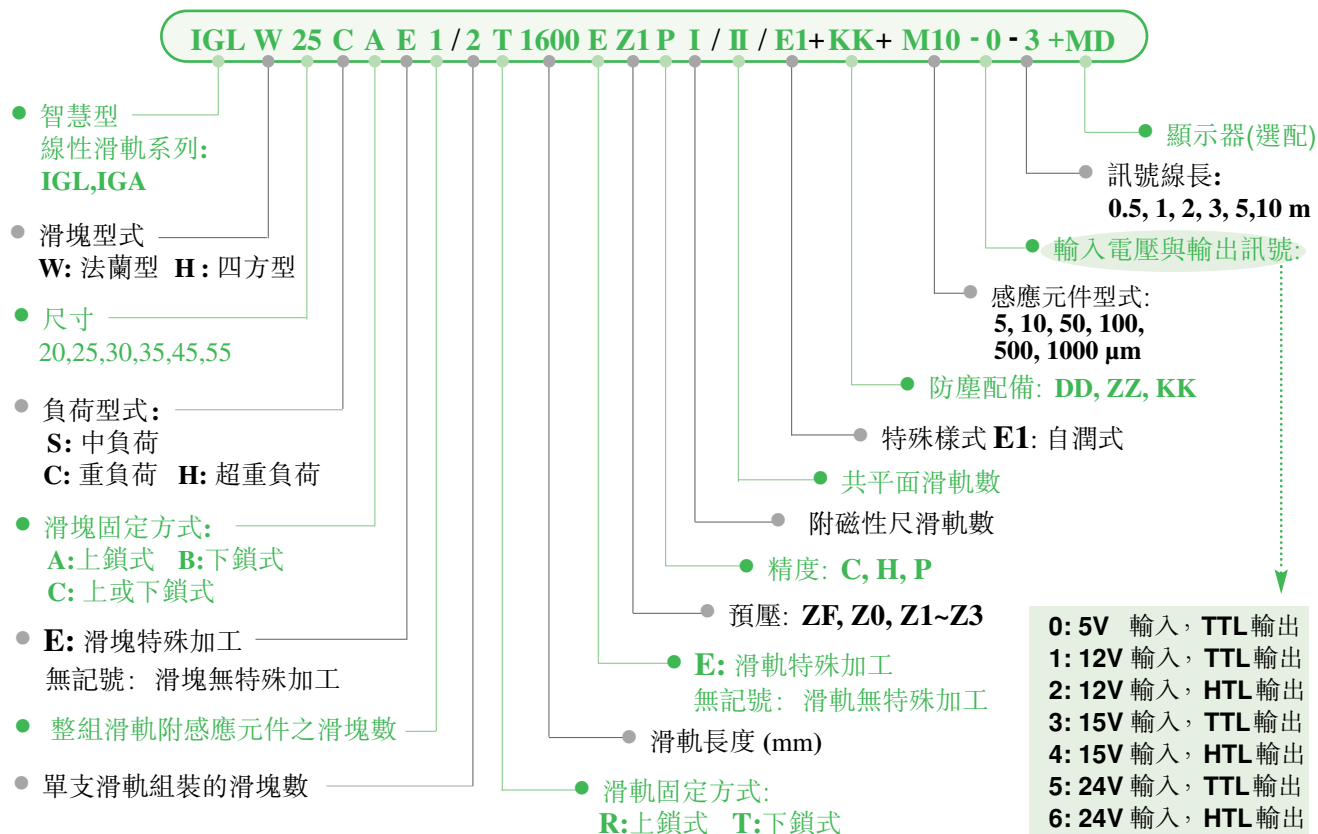 IGL W 25 C A E 1 / 2 T 1600 E Z1 P I / II / E1+KK+ M10 - 0 - 3 +MD
智慧型
線性滑軌系列:
IGL,IGA
滑塊型式
W: 法蘭型 H : 四方型
尺寸
20,25,30,35,45,55
負荷型式:
S: 中負荷
C: 重負荷 H: 超重負荷
滑塊固定方式:
A:上鎖式 B:下鎖式
C: 上或下鎖式
E: 滑塊特殊加工
無記號: 滑塊無特殊加工
整組滑軌附感應元件之滑塊數
單支滑軌組裝的滑塊數
滑軌固定方式:
R:上鎖式 T:下鎖式
滑軌長度 (mm)
E: 滑軌特殊加工
無記號: 滑軌無特殊加工
預壓: ZF, Z0, Z1~Z3
精度: C, H, P
附磁性尺滑軌數
共平面滑軌數
特殊樣式 E1: 自潤式
防塵配備: DD, ZZ, KK
感應元件型式:
5, 10, 50, 100,
500, 1000 µm
輸入電壓與輸出訊號:
訊號線長:
0.5, 1, 2, 3, 5,10 m
顯示器(選配)
0: 5V 輸入，TTL輸出
1: 12V 輸入，TTL輸出
2: 12V 輸入，HTL輸出
3: 15V 輸入，TTL輸出
4: 15V 輸入，HTL輸出
5: 24V 輸入，TTL輸出
6: 24V 輸入，HTL輸出